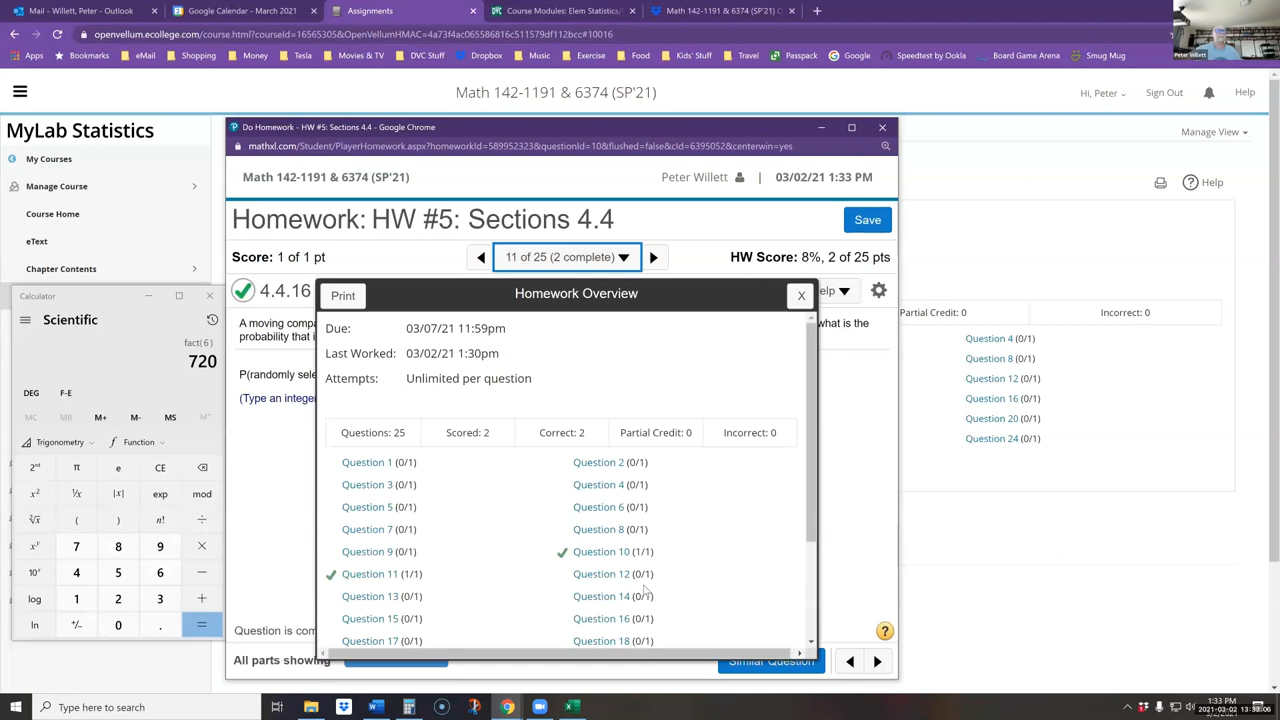 Mail - Willett, Peter - Outlook
Google Calendar - March 2021
Assignments
Course Modules: Elem Statistics/
Math 142-1191 & 6374 (SP'21)
openvellum.ecollege.com/course.html?courseId=16565305&OpenVellumHMAC=4a73f4ac065586816c511579df112bcc#10016
Apps
Bookmarks
eMail
Shopping
Money
Tesla
Movies & TV
DVC Stuff
Dropbox
Music
Exercise
Food
Kids' Stuff
Travel
Passpack
Google
Speedtest by Ookla
Board Game Arena
Smug Mug
Peter Willett
Math 142-1191 & 6374 (SP'21)
Hi, Peter
Sign Out
Help
MyLab Statistics
My Courses
Manage Course
Course Home
eText
Chapter Contents
Manage View
Help
Partial Credit: 0
Incorrect: 0
Question 4 (0/1)
Question 8 (0/1)
Question 12 (0/1)
Question 16 (0/1)
Question 20 (0/1)
Question 24 (0/1)
Do Homework - HW #5: Sections 4.4 - Google Chrome
mathxl.com/Student/PlayerHomework.aspx?homeworkId=589952323&questionId=10&flushed=false&cId=6395052&centerwin=yes
Math 142-1191 & 6374 (SP'21)
Peter Willett
03/02/21 1:33 PM
Homework: HW #5: Sections 4.4
Save
Score: 1 of 1 pt
11 of 25 (2 complete)
HW Score: 8%, 2 of 25 pts
4.4.16
elp
A moving compa
what is the
probability that i
P(randomly sele
(Type an integer
Question is com
All parts showing
Similar Question
Print
Homework Overview
X
Due: 03/07/21 11:59pm
Last Worked: 03/02/21 1:30pm
Attempts: Unlimited per question
Questions: 25
Scored: 2
Correct: 2
Partial Credit: 0
Incorrect: 0
Question 1 (0/1)
Question 2 (0/1)
Question 3 (0/1)
Question 4 (0/1)
Question 5 (0/1)
Question 6 (0/1)
Question 7 (0/1)
Question 8 (0/1)
Question 9 (0/1)
Question 10 (1/1)
Question 11 (1/1)
Question 12 (0/1)
Question 13 (0/1)
Question 14 (0/1)
Question 15 (0/1)
Question 16 (0/1)
Question 17 (0/1)
Question 18 (0/1)
Calculator
Scientific
fact( 6 )
720
DEG
F-E
MC MR M+ M- MS M˅
Trigonometry
Function
2ⁿᵈ π e CE
x² ¹/x |x| exp mod
²√x ( ) n! ÷
xʸ 7 8 9 ×
10ˣ 4 5 6 −
log 1 2 3 +
ln +/− 0 . =
Type here to search
1:33 PM
2021-03-02 13:33:06